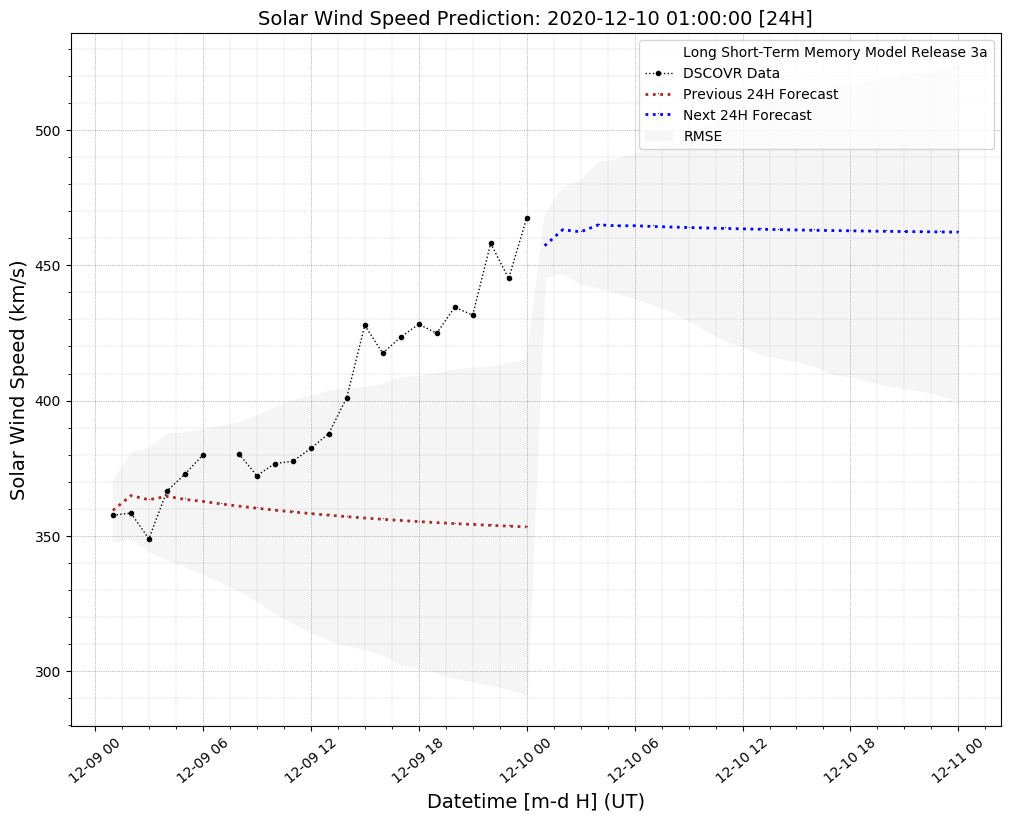 Solar Wind Speed Prediction: 2020-12-10 01:00:00 [24H]
Long Short-Term Memory Model Release 3a
DSCOVR Data
Previous 24H Forecast
Next 24H Forecast
RMSE
Solar Wind Speed (km/s)
500
450
400
350
300
12-09 00
12-09 06
12-09 12
12-09 18
12-10 00
12-10 06
12-10 12
12-10 18
12-11 00
Datetime [m-d H] (UT)